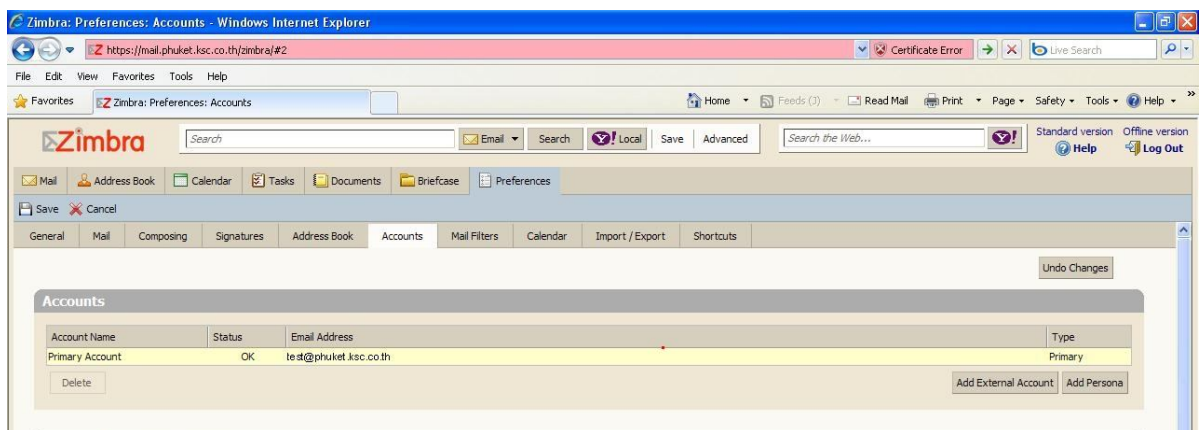 Zimbra: Preferences: Accounts - Windows Internet Explorer
https://mail.phuket.ksc.co.th/zimbra/#2 Certificate Error Live Search
File Edit View Favorites Tools Help
Favorites Zimbra: Preferences: Accounts Home Feeds (J) Read Mail Print Page Safety Tools Help »
Zimbra Search Email Search Y! Local Save Advanced Search the Web... Y! Standard version Offline version
Help Log Out
Mail Address Book Calendar Tasks Documents Briefcase Preferences
Save Cancel
General Mail Composing Signatures Address Book Accounts Mail Filters Calendar Import / Export Shortcuts
Undo Changes
Accounts
Account Name Status Email Address Type
Primary Account OK test@phuket.ksc.co.th Primary
Delete Add External Account Add Persona